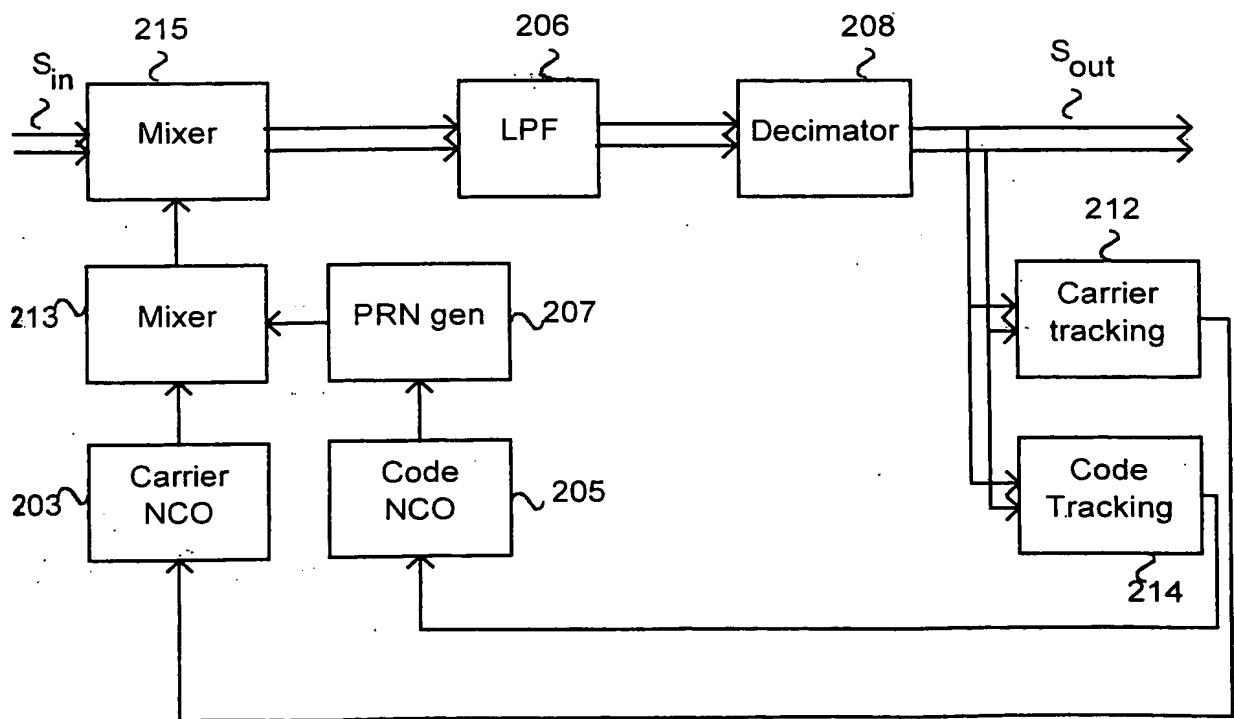 215
206
208
S_in
S_out
Mixer
LPF
Decimator
212
213
Mixer
PRN gen
207
Carrier
tracking
203
Carrier
NCO
Code
NCO
205
Code
Tracking
214